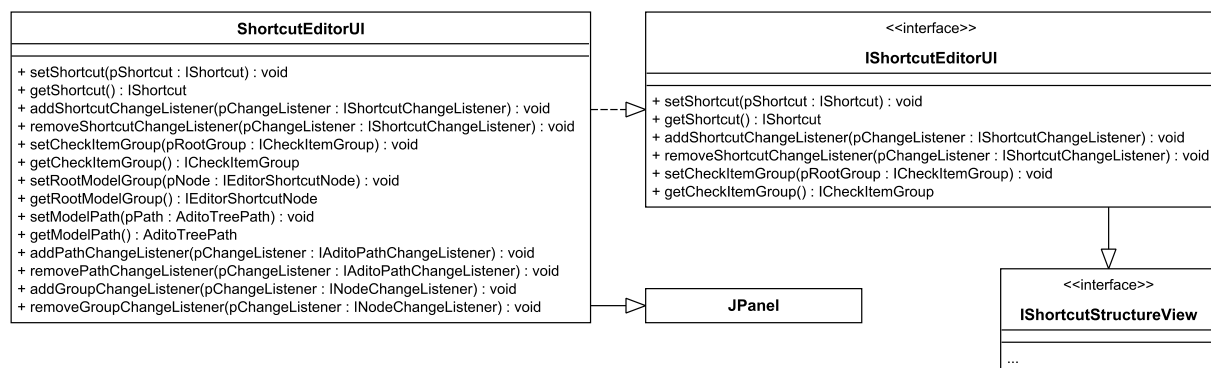 ShortcutEditorUI
+ setShortcut(pShortcut : IShortcut) : void
+ getShortcut() : IShortcut
+ addShortcutChangeListener(pChangeListener : IShortcutChangeListener) : void
+ removeShortcutChangeListener(pChangeListener : IShortcutChangeListener) : void
+ setCheckItemGroup(pRootGroup : ICheckItemGroup) : void
+ getCheckItemGroup() : ICheckItemGroup
+ setRootModelGroup(pNode : IEditorShortcutNode) : void
+ getRootModelGroup() : IEditorShortcutNode
+ setModelPath(pPath : AditoTreePath) : void
+ getModelPath() : AditoTreePath
+ addPathChangeListener(pChangeListener : IAditoPathChangeListener) : void
+ removePathChangeListener(pChangeListener : IAditoPathChangeListener) : void
+ addGroupChangeListener(pChangeListener : INodeChangeListener) : void
+ removeGroupChangeListener(pChangeListener : INodeChangeListener) : void
<<interface>>
IShortcutEditorUI
+ setShortcut(pShortcut : IShortcut) : void
+ getShortcut() : IShortcut
+ addShortcutChangeListener(pChangeListener : IShortcutChangeListener) : void
+ removeShortcutChangeListener(pChangeListener : IShortcutChangeListener) : void
+ setCheckItemGroup(pRootGroup : ICheckItemGroup) : void
+ getCheckItemGroup() : ICheckItemGroup
JPanel
<<interface>>
IShortcutStructureView
...